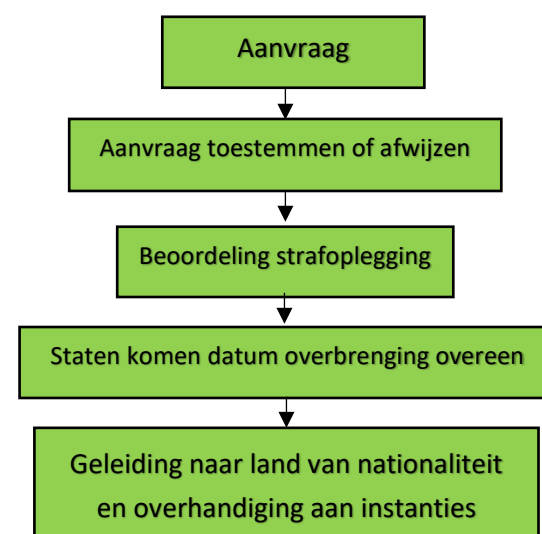 Aanvraag
Aanvraag toestemmen of afwijzen
Beoordeling strafoplegging
Staten komen datum overbrenging overeen
Geleiding naar land van nationaliteit
en overhandiging aan instanties